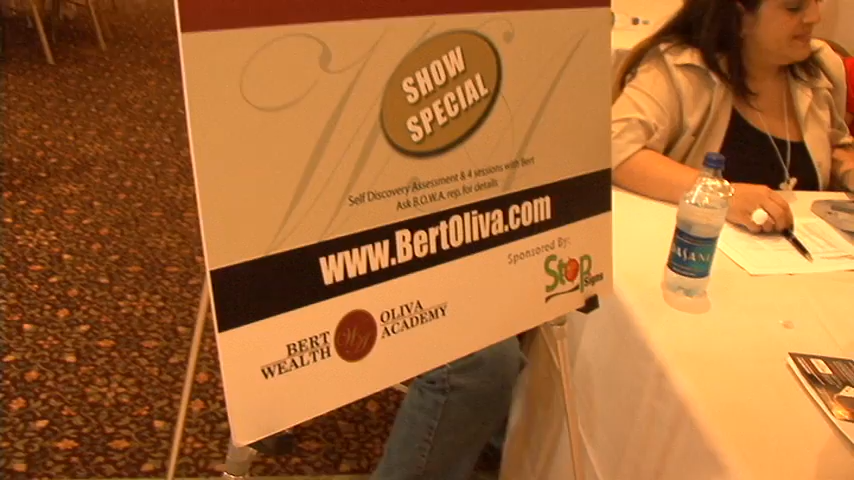 SHOW
SPECIAL
Self Discovery Assessment & 4 sessions with Bert
Ask B.O.W.A. rep. for details
www.BertOliva.com
Sponsored By:
Stop
Signs
BERT OLIVA
WEALTH ACADEMY
DASANI